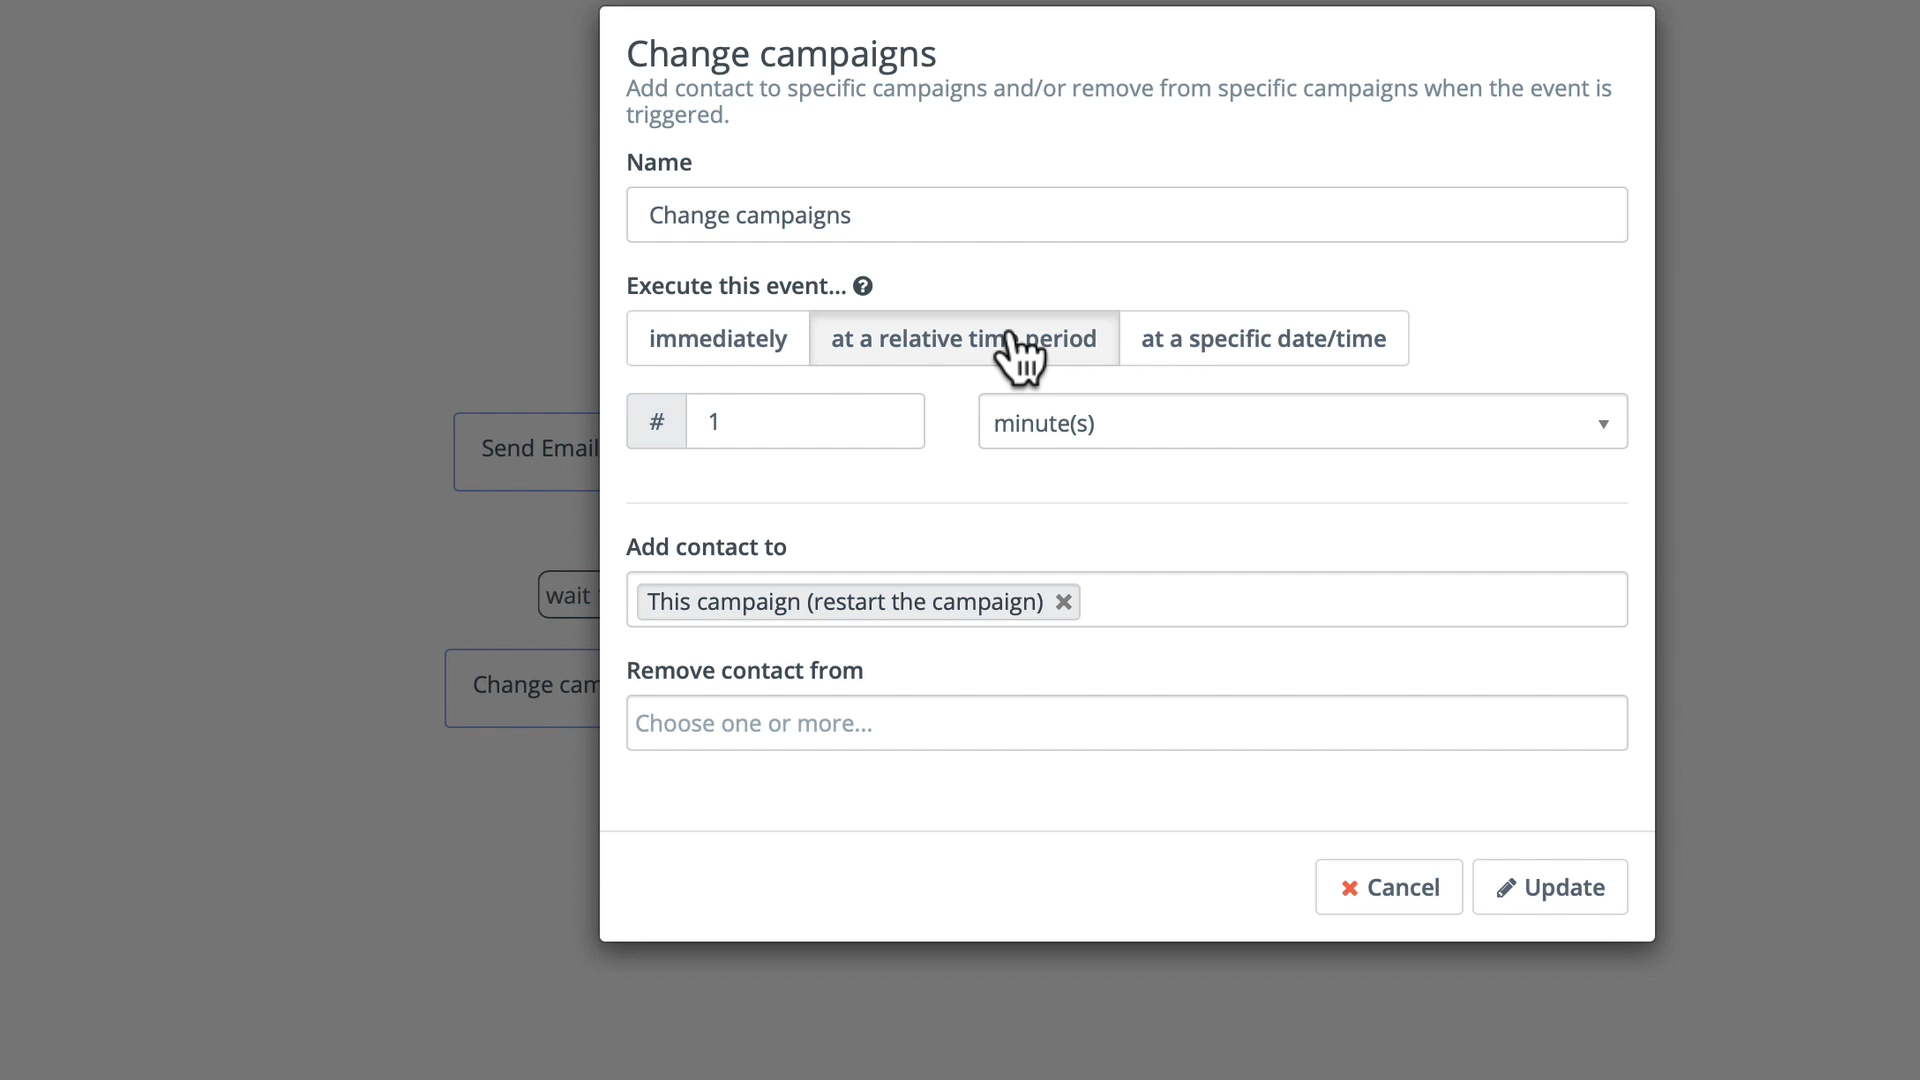 Change campaigns
Add contact to specific campaigns and/or remove from specific campaigns when the event is
triggered.
Name
Change campaigns
Execute this event... ?
immediately at a relative time period at a specific date/time
# 1 minute(s)
Send Email
Add contact to
wait
This campaign (restart the campaign) ×
Remove contact from
Change cam
Choose one or more...
Cancel Update